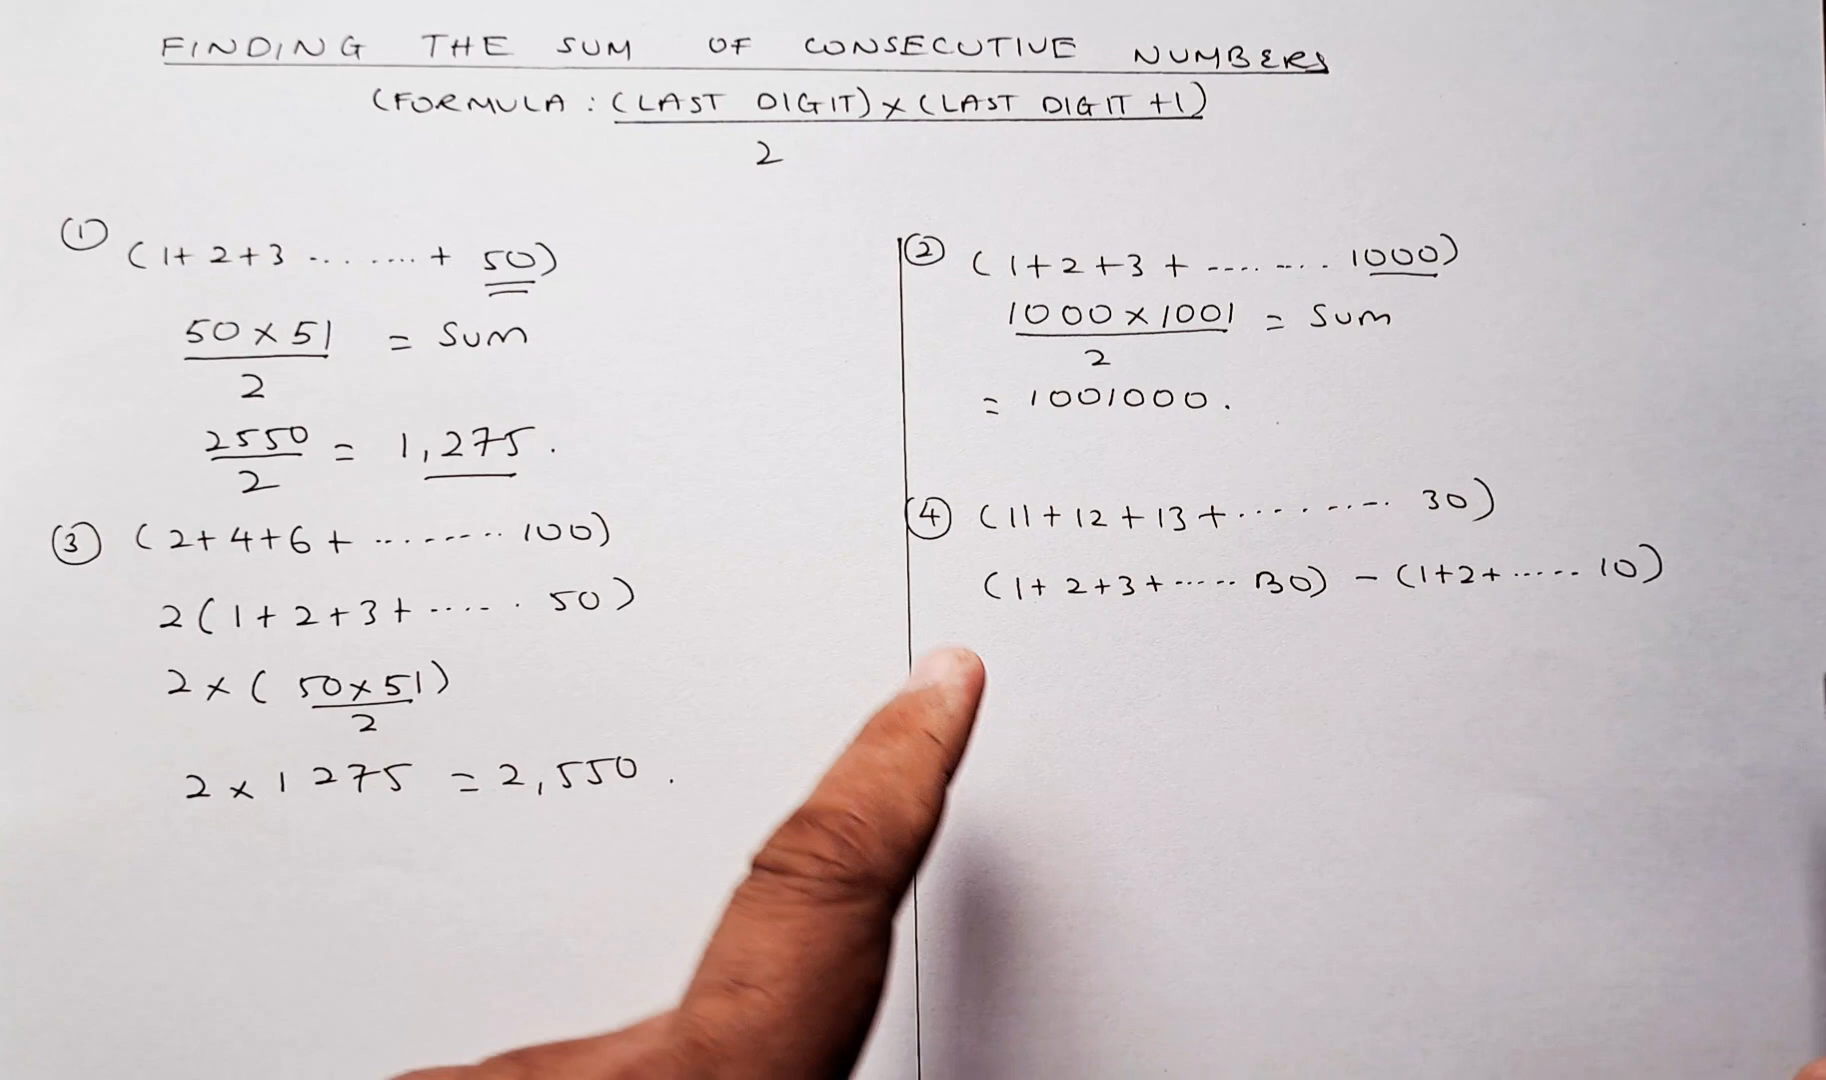 FINDING THE SUM OF CONSECUTIVE NUMBERS
(FORMULA : (LAST DIGIT) × (LAST DIGIT +1)
2
① (1+ 2+3 ........ + 50)
50 × 51 = Sum
2
2550 = 1,275.
2
② (1+2+3+ ....... 1000)
1000 × 1001 = Sum
2
= 1001000.
③ (2+4+6+ ........ 100)
2(1+2+3+ ..... 50)
2 × ( 50×51)
2
2 × 1275 = 2,550.
④ (11+12+13+ ........ 30)
(1+2+3+ ..... 30) - (1+2+ ..... 10)